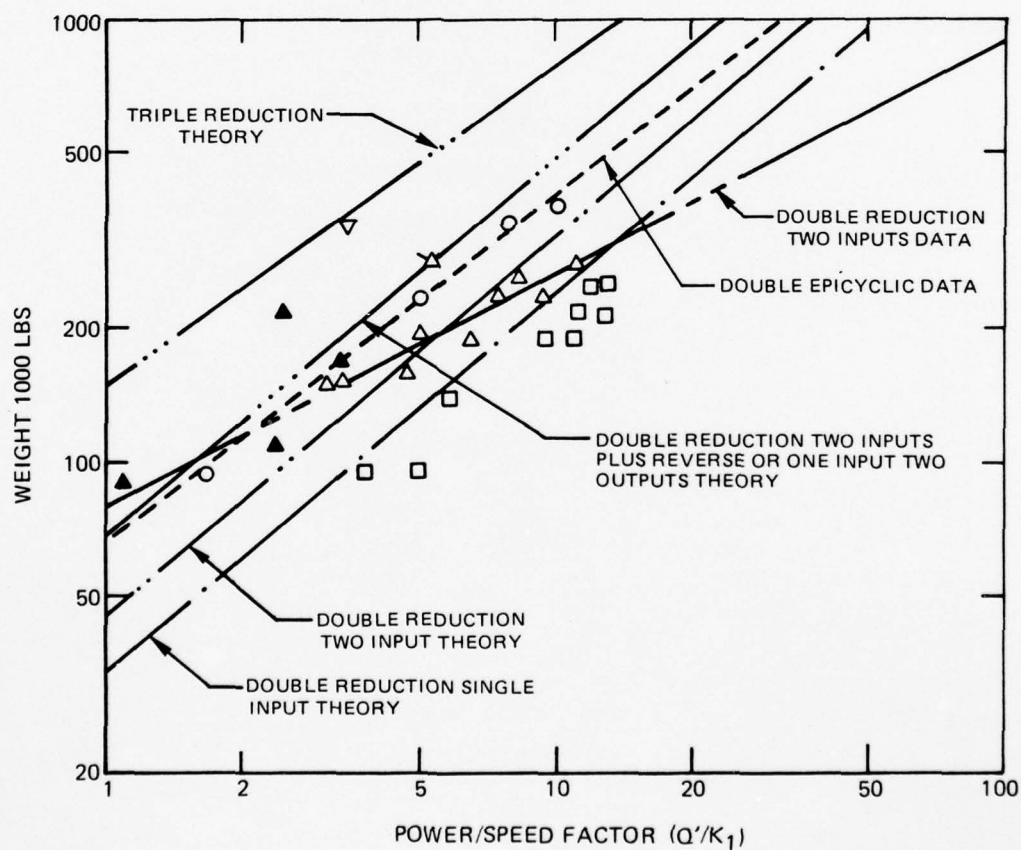 1000
500
200
100
50
20
WEIGHT 1000 LBS
TRIPLE REDUCTION
THEORY
DOUBLE REDUCTION
TWO INPUTS DATA
DOUBLE EPICYCLIC DATA
DOUBLE REDUCTION TWO INPUTS
PLUS REVERSE OR ONE INPUT TWO
OUTPUTS THEORY
DOUBLE REDUCTION
TWO INPUT THEORY
DOUBLE REDUCTION SINGLE
INPUT THEORY
1 2 5 10 20 50 100
POWER/SPEED FACTOR (Q'/K₁)